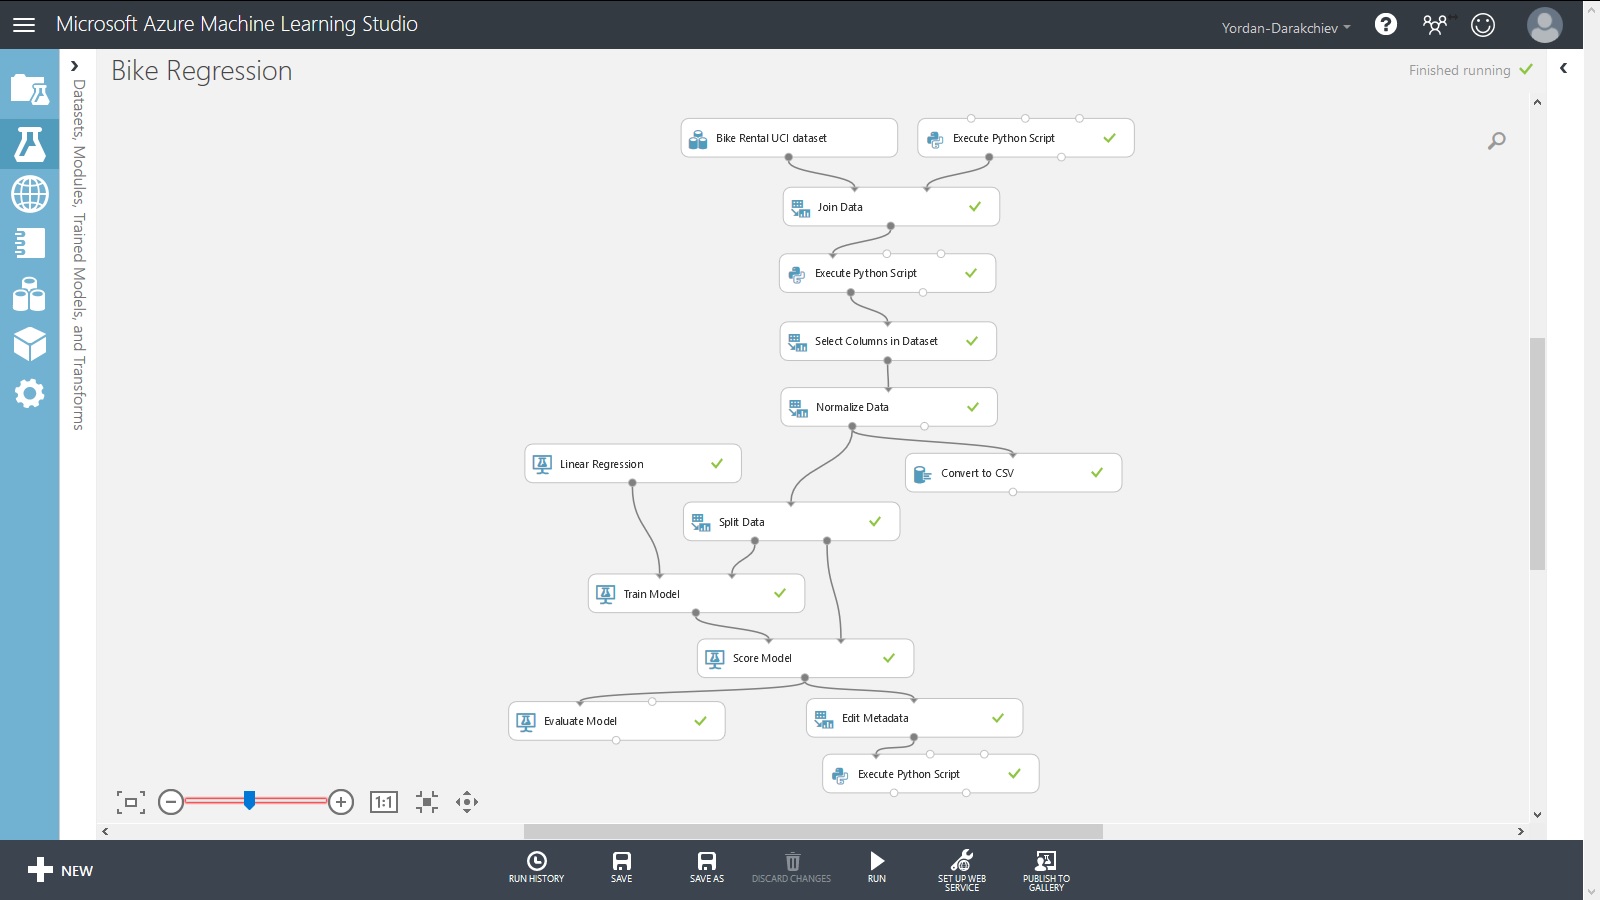 Microsoft Azure Machine Learning Studio
Yordan-Darakchiev
?
Datasets, Modules, Trained Models, and Transforms
Bike Regression
Finished running
Bike Rental UCI dataset
Execute Python Script
Join Data
Execute Python Script
Select Columns in Dataset
Normalize Data
Linear Regression
Convert to CSV
Split Data
Train Model
Score Model
Evaluate Model
Edit Metadata
Execute Python Script
1:1
NEW
RUN HISTORY
SAVE
SAVE AS
DISCARD CHANGES
RUN
SET UP WEB
SERVICE
PUBLISH TO
GALLERY